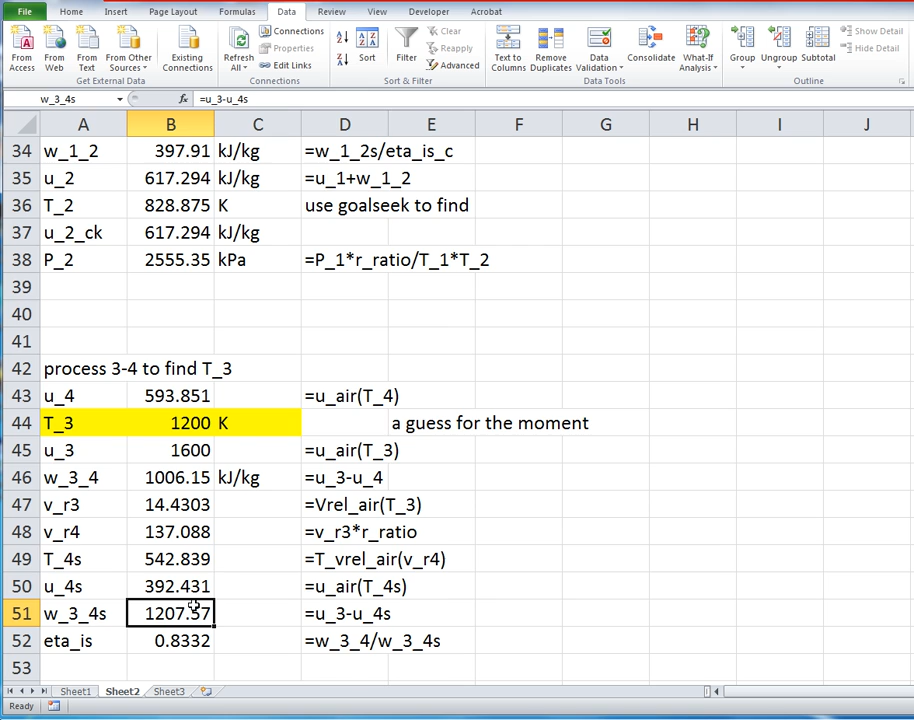 File Home Insert Page Layout Formulas Data Review View Developer Acrobat
From Access From Web From Text From Other Sources Existing Connections Refresh All Connections Properties Edit Links Sort Filter Clear Reapply Advanced Text to Columns Remove Duplicates Data Validation Consolidate What-If Analysis Group Ungroup Subtotal Show Detail Hide Detail
Get External Data Connections Sort & Filter Data Tools Outline
w_3_4s fx =u_3-u_4s
A B C D E F G H I J
34 w_1_2 397.91 kJ/kg =w_1_2s/eta_is_c
35 u_2 617.294 kJ/kg =u_1+w_1_2
36 T_2 828.875 K use goalseek to find
37 u_2_ck 617.294 kJ/kg
38 P_2 2555.35 kPa =P_1*r_ratio/T_1*T_2
39
40
41
42 process 3-4 to find T_3
43 u_4 593.851 =u_air(T_4)
44 T_3 1200 K a guess for the moment
45 u_3 1600 =u_air(T_3)
46 w_3_4 1006.15 kJ/kg =u_3-u_4
47 v_r3 14.4303 =Vrel_air(T_3)
48 v_r4 137.088 =v_r3*r_ratio
49 T_4s 542.839 =T_vrel_air(v_r4)
50 u_4s 392.431 =u_air(T_4s)
51 w_3_4s 1207.57 =u_3-u_4s
52 eta_is 0.8332 =w_3_4/w_3_4s
53
Sheet1 Sheet2 Sheet3
Ready